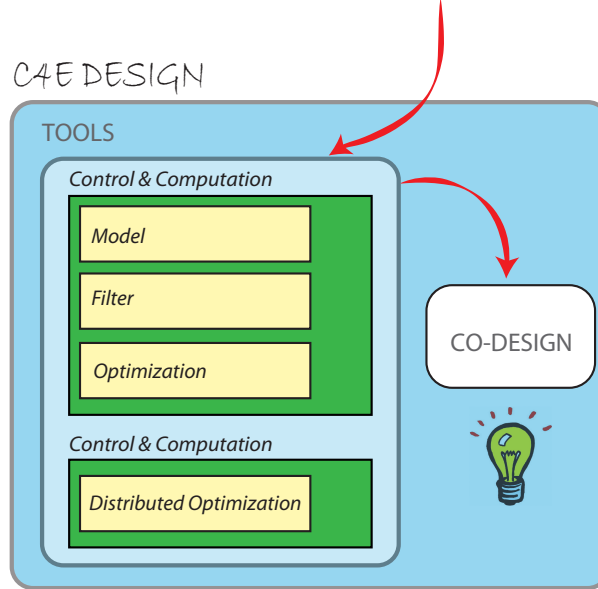 C4E DESIGN
TOOLS
Control & Computation
Model
Filter
Optimization
Control & Computation
Distributed Optimization
CO-DESIGN